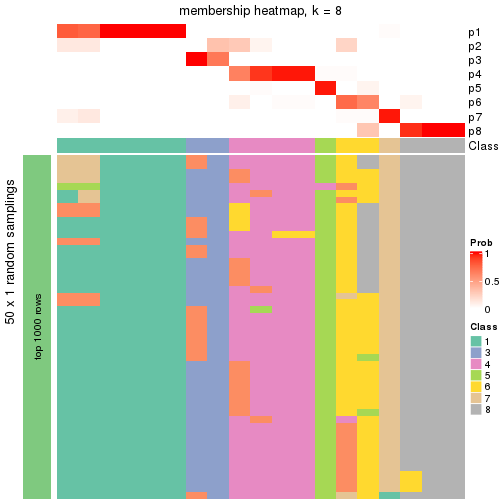 membership heatmap, k = 8
p1
p2
p3
p4
p5
p6
p7
p8
Class
50 x 1 random samplings
top 1000 rows
Prob
1
0.5
0
Class
1
3
4
5
6
7
8